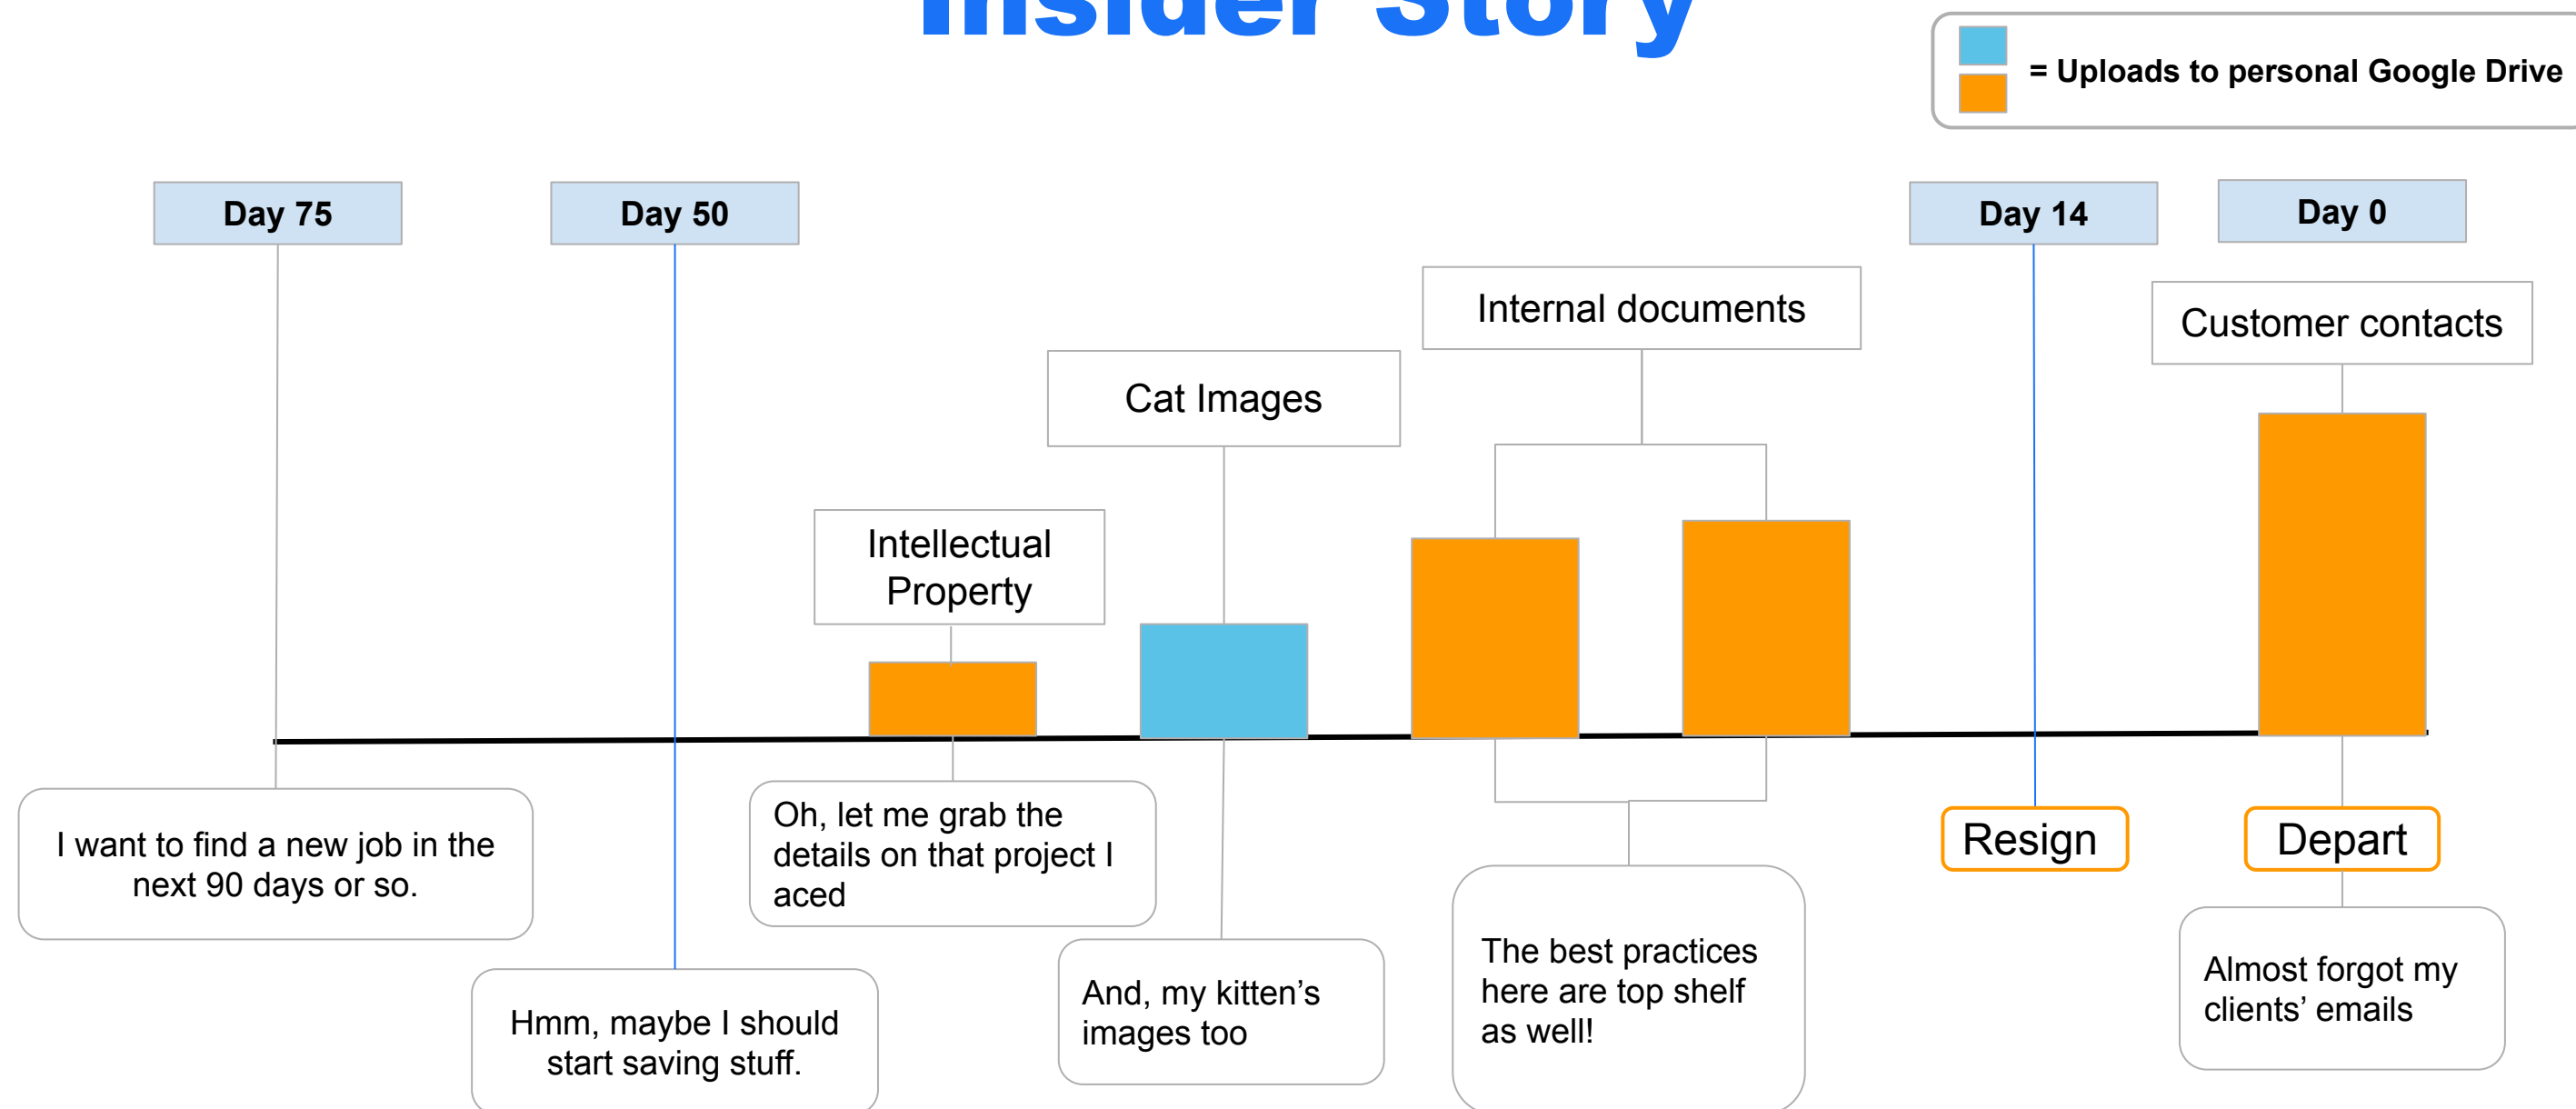 Insider Story
= Uploads to personal Google Drive
Day 75
Day 50
Day 14
Day 0
Internal documents
Customer contacts
Cat Images
Intellectual
Property
I want to find a new job in the
next 90 days or so.
Hmm, maybe I should
start saving stuff.
Oh, let me grab the
details on that project I
aced
And, my kitten’s
images too
The best practices
here are top shelf
as well!
Resign
Depart
Almost forgot my
clients’ emails